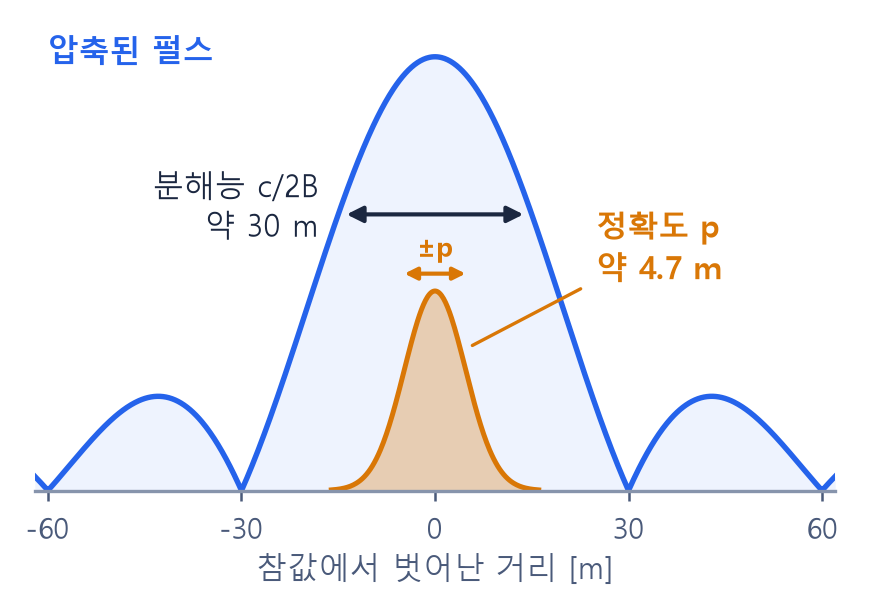 압축된 펄스
분해능 c/2B
약 30 m
±p
정확도 p
약 4.7 m
-60
-30
0
30
60
참값에서 벗어난 거리 [m]